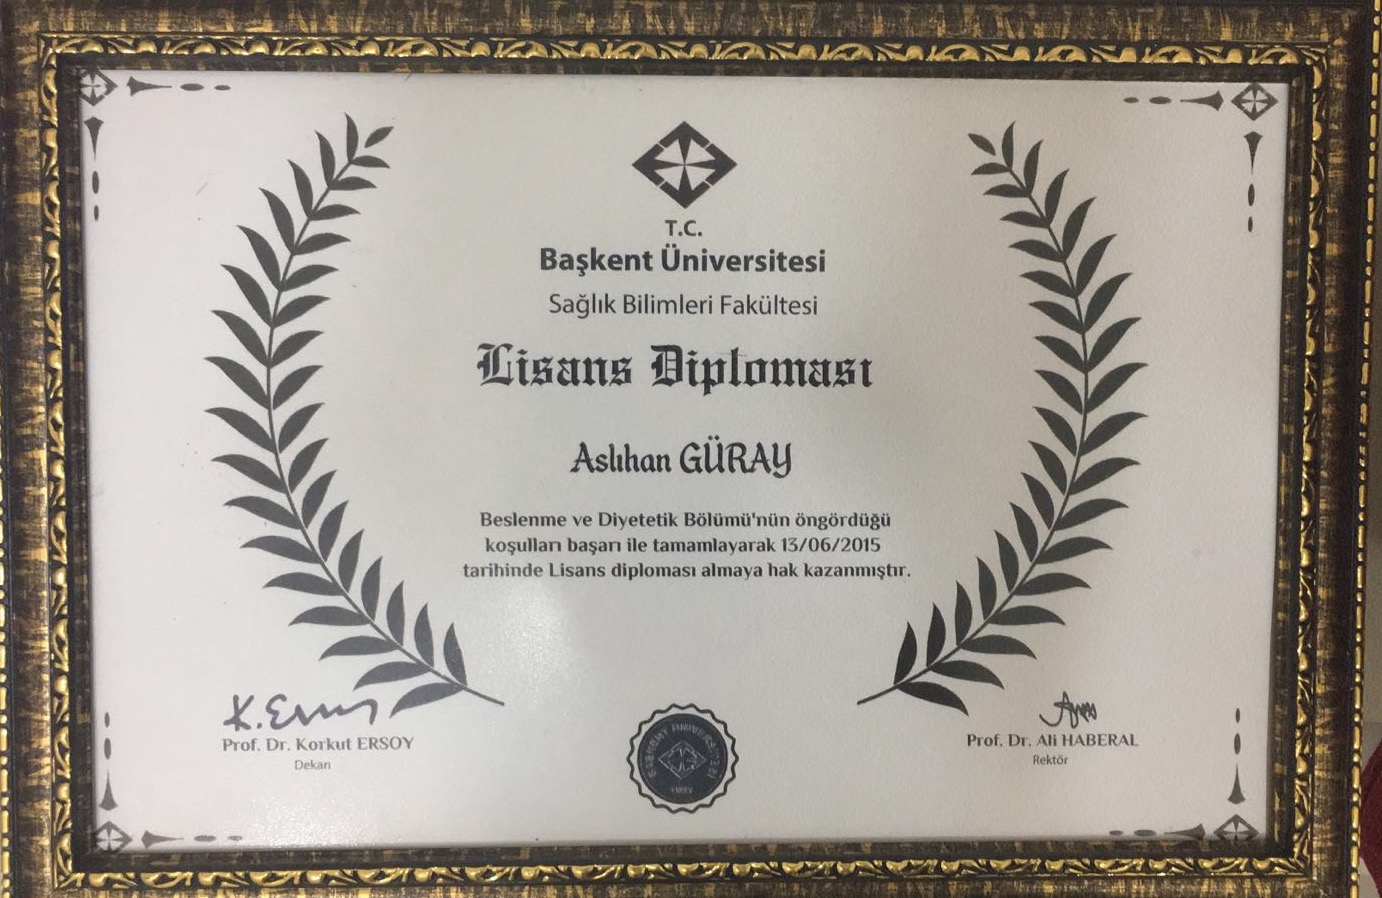 T.C.
Başkent Üniversitesi
Sağlık Bilimleri Fakültesi
Lisans Diploması
Aslıhan GÜRAY
Beslenme ve Diyetetik Bölümü'nün öngördüğü
koşulları başarı ile tamamlayarak 13/06/2015
tarihinde Lisans diploması almaya hak kazanmıştır.
K. Ersoy
Prof. Dr. Korkut ERSOY
Dekan
Prof. Dr. Ali HABERAL
Rektör